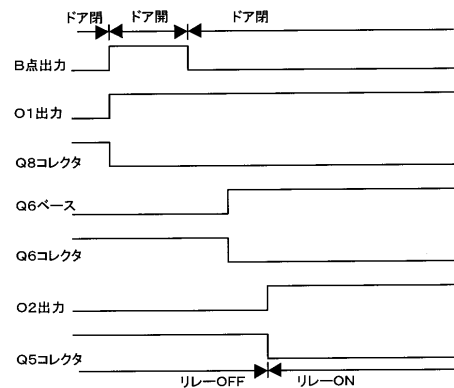 ドア閉 ドア開 ドア閉
B点出力
O1出力
Q8コレクタ
Q6ベース
Q6コレクタ
O2出力
Q5コレクタ
リレーOFF リレーON